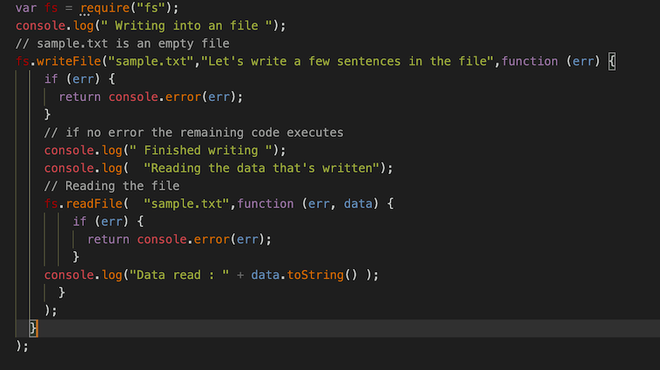 var fs = require("fs");
console.log(" Writing into an file ");
// sample.txt is an empty file
fs.writeFile("sample.txt","Let's write a few sentences in the file",function (err) {
if (err) {
return console.error(err);
}
// if no error the remaining code executes
console.log(" Finished writing ");
console.log(  "Reading the data that's written");
// Reading the file
fs.readFile(  "sample.txt",function (err, data) {
if (err) {
return console.error(err);
}
console.log("Data read : " + data.toString() );
}
);
}
);